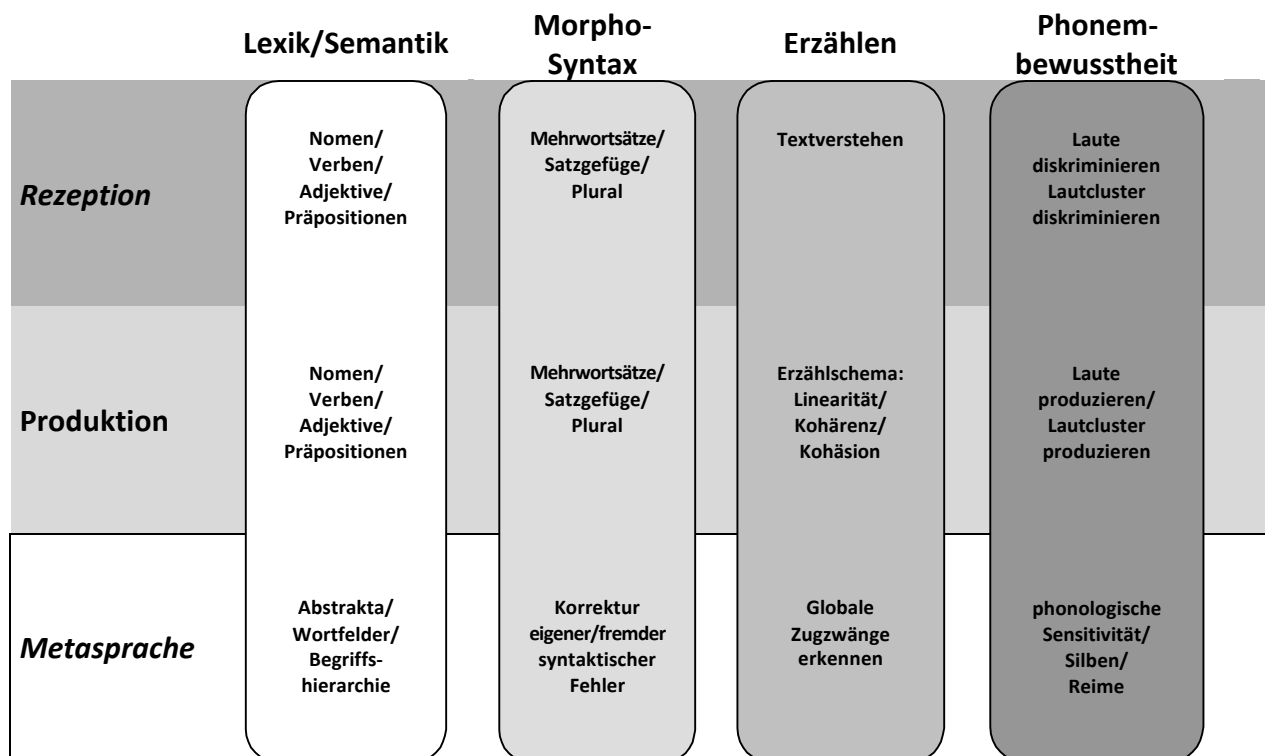 Lexik/Semantik
Morpho-
Syntax
Erzählen
Phonem-
bewusstheit
Rezeption
Nomen/
Verben/
Adjektive/
Präpositionen
Mehrwortsätze/
Satzgefüge/
Plural
Textverstehen
Laute
diskriminieren
Lautcluster
diskriminieren
Produktion
Nomen/
Verben/
Adjektive/
Präpositionen
Mehrwortsätze/
Satzgefüge/
Plural
Erzählschema:
Linearität/
Kohärenz/
Kohäsion
Laute
produzieren/
Lautcluster
produzieren
Metasprache
Abstrakta/
Wortfelder/
Begriffs-
hierarchie
Korrektur
eigener/fremder
syntaktischer
Fehler
Globale
Zugzwänge
erkennen
phonologische
Sensitivität/
Silben/
Reime